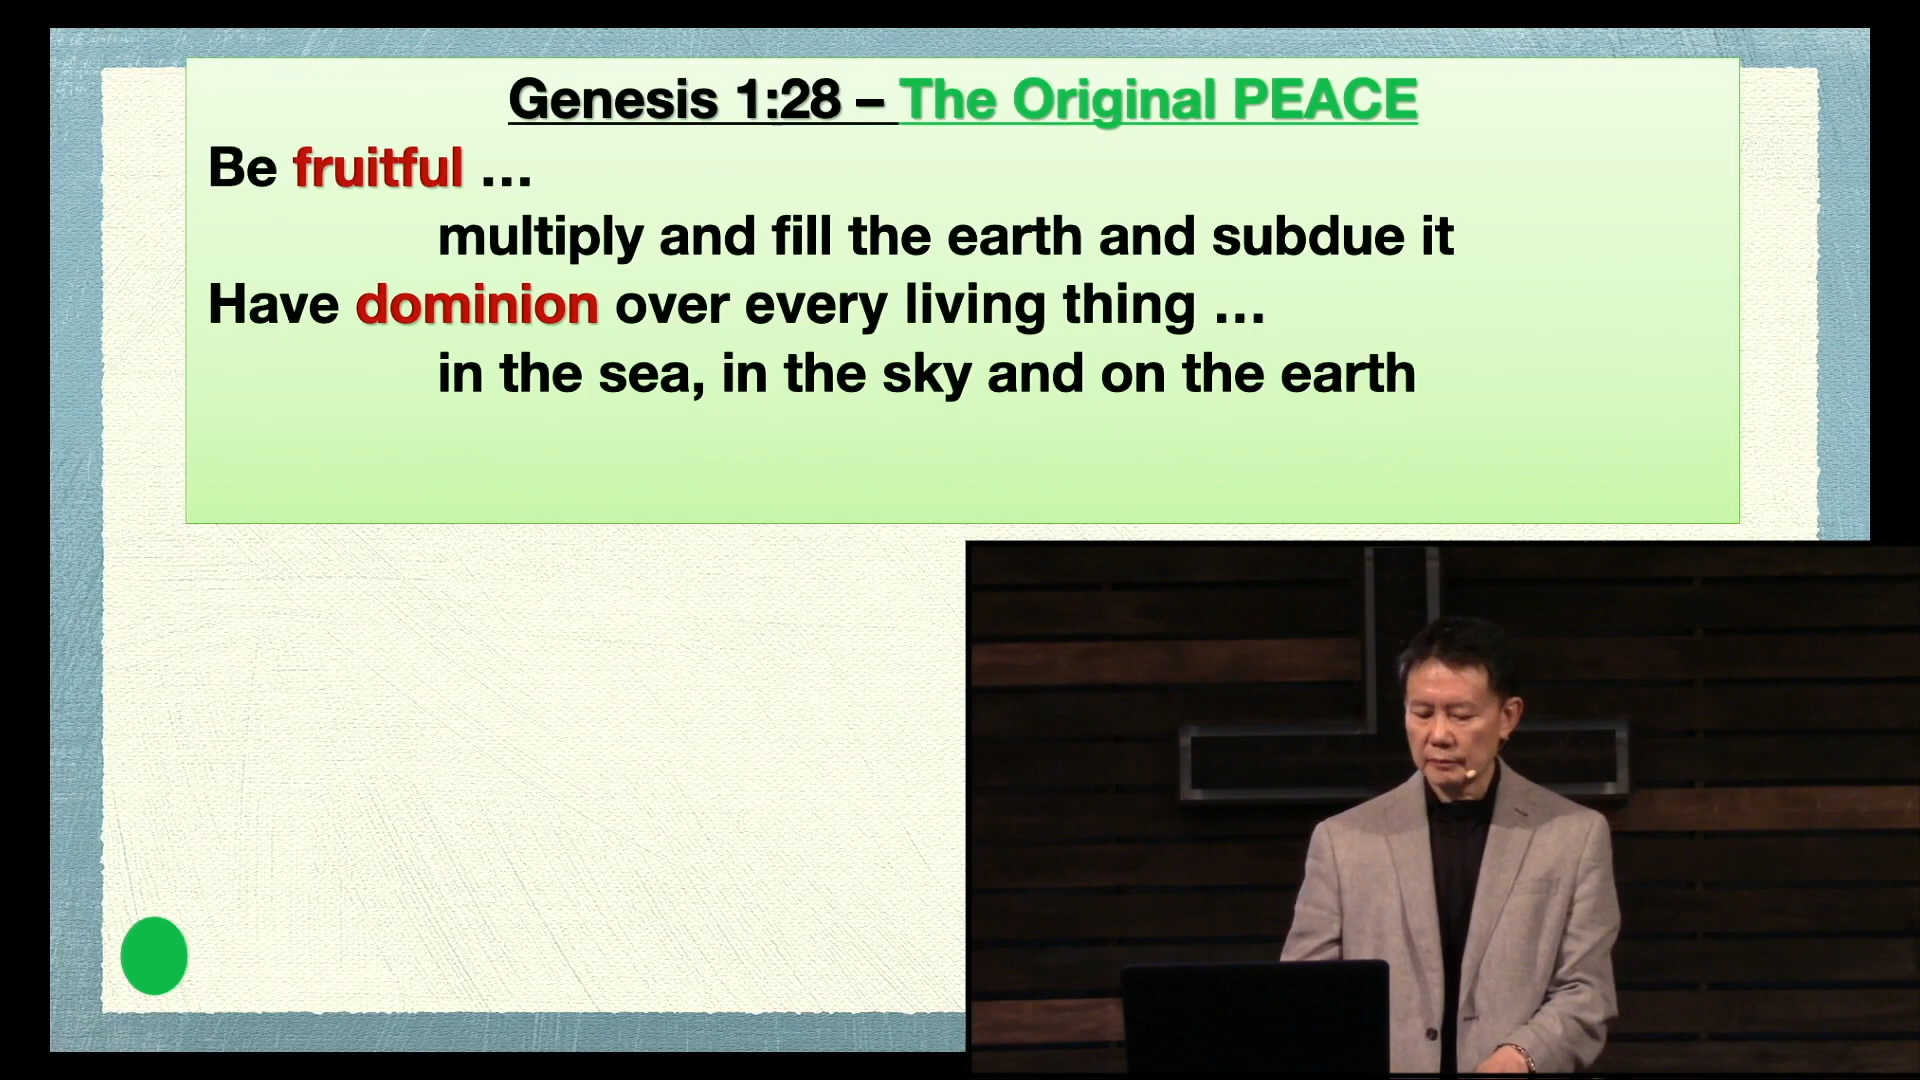 Genesis 1:28 – The Original PEACE
Be fruitful …
multiply and fill the earth and subdue it
Have dominion over every living thing …
in the sea, in the sky and on the earth